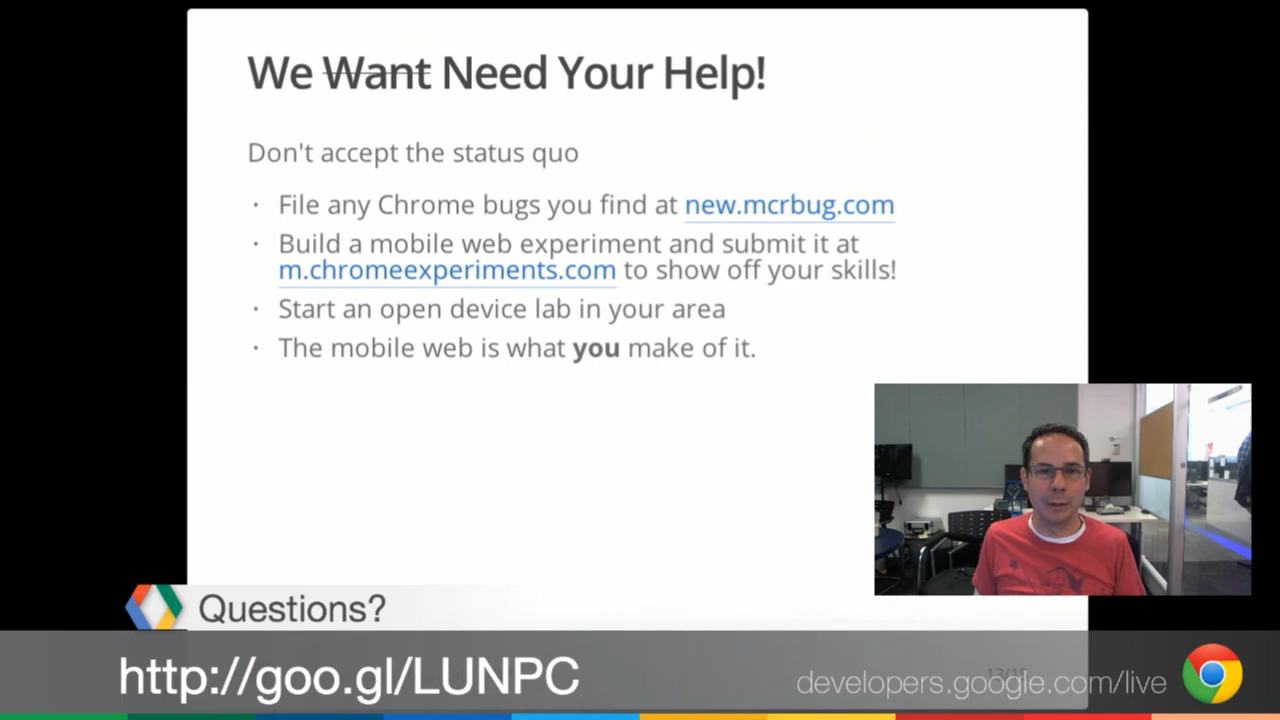 We Want Need Your Help!
Don't accept the status quo
· File any Chrome bugs you find at new.mcrbug.com
· Build a mobile web experiment and submit it at
m.chromeexperiments.com to show off your skills!
· Start an open device lab in your area
· The mobile web is what you make of it.
Questions?
http://goo.gl/LUNPC
developers.google.com/live